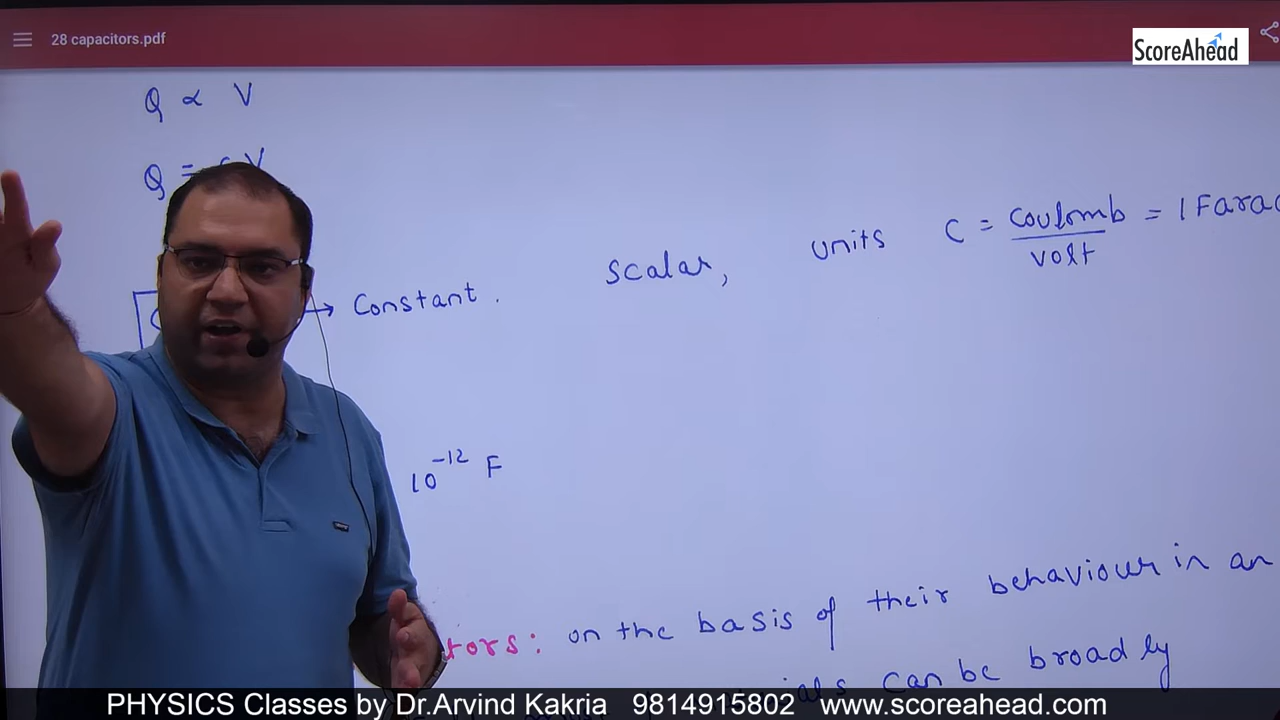 28 capacitors.pdf
ScoreAhead
Q ∝ V
Q = C V
units C = Coulomb / volt = 1 Farad
scalar,
→ Constant.
10⁻¹² F
tors: on the basis of their behaviour in an
can be broadly
PHYSICS Classes by Dr.Arvind Kakria 9814915802 www.scoreahead.com